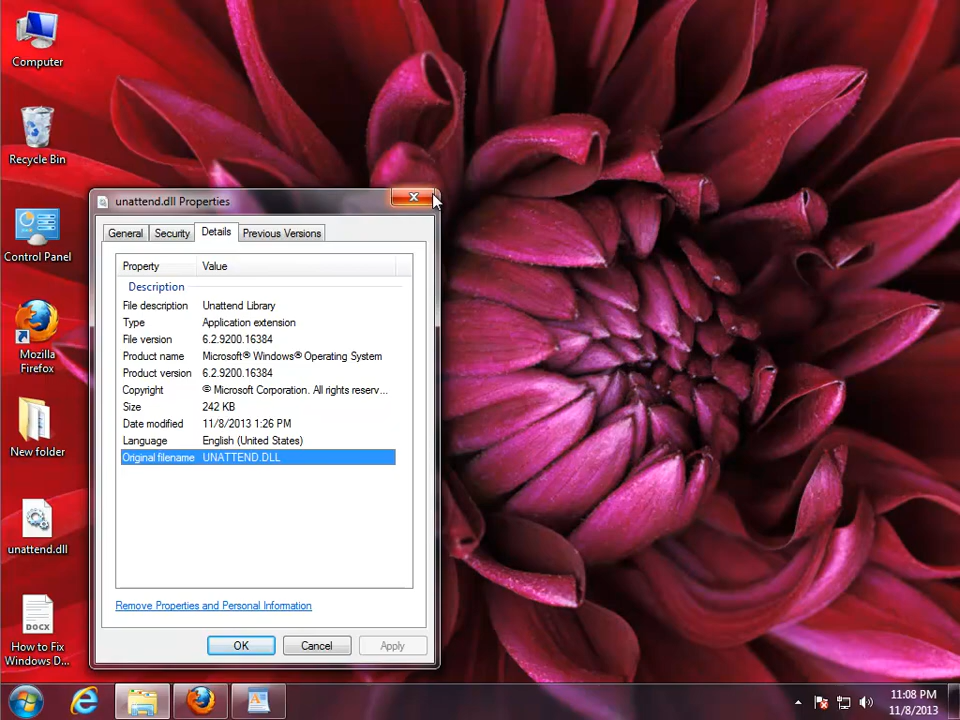 Computer
Recycle Bin
Control Panel
Mozilla
Firefox
New folder
unattend.dll
DOCX
How to Fix
Windows D...
unattend.dll Properties
General Security Details Previous Versions
Property Value
Description
File description Unattend Library
Type Application extension
File version 6.2.9200.16384
Product name Microsoft® Windows® Operating System
Product version 6.2.9200.16384
Copyright © Microsoft Corporation. All rights reserv...
Size 242 KB
Date modified 11/8/2013 1:26 PM
Language English (United States)
Original filename UNATTEND.DLL
Remove Properties and Personal Information
OK Cancel Apply
11:08 PM
11/8/2013